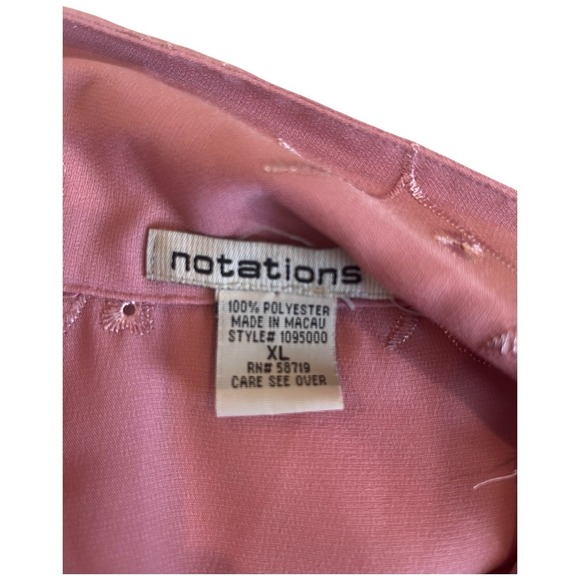 notations
100% POLYESTER
MADE IN MACAU
STYLE# 1095000
XL
RN# 58719
CARE SEE OVER